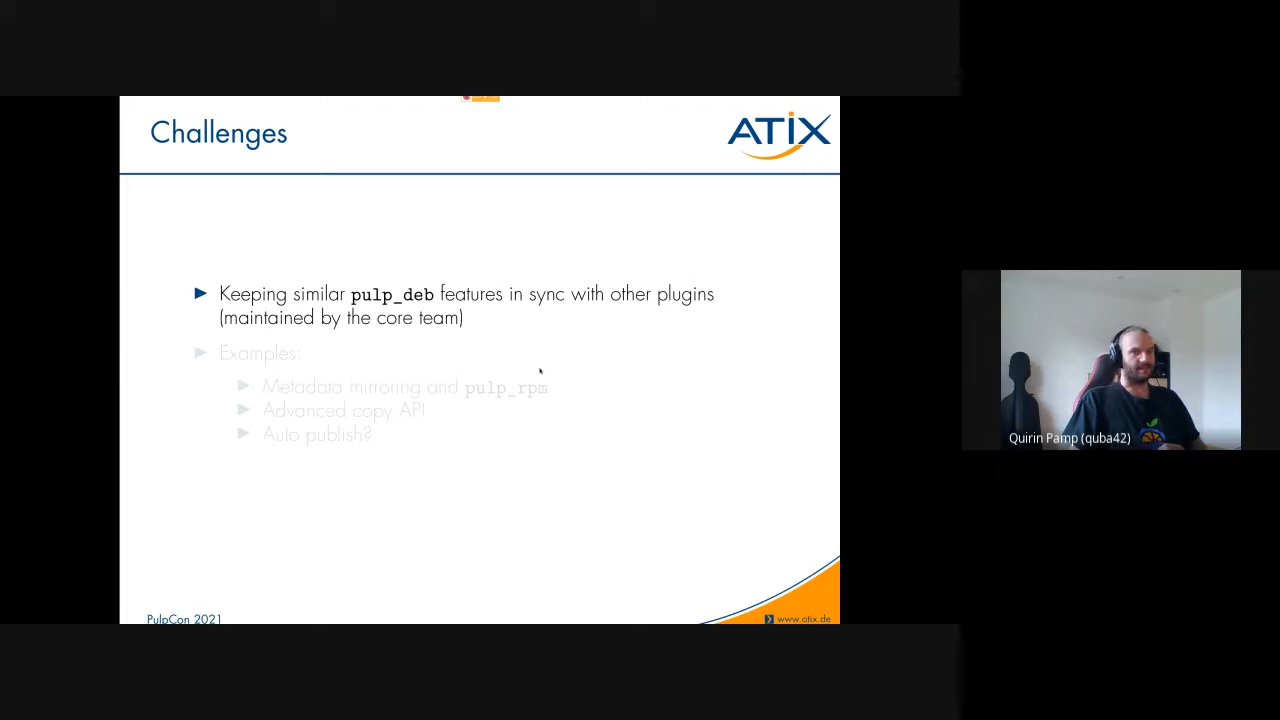 Challenges
ATIX
▶ Keeping similar pulp_deb features in sync with other plugins
(maintained by the core team)
▶ Examples:
▶ Metadara mirroring and pulp_rpm
▶ Advanced copy API
▶ Auto publish?
PulpCon 2021
www.atix.de
Quirin Pamp (quba42)